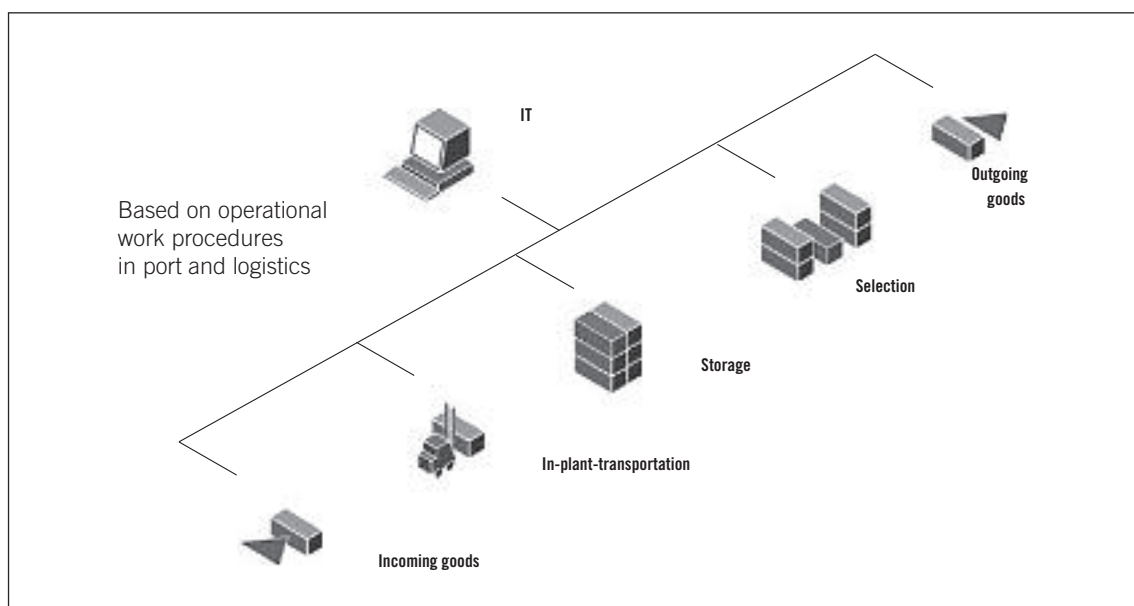 IT
Outgoing
goods
Based on operational
work procedures
in port and logistics
Selection
Storage
In-plant-transportation
Incoming goods